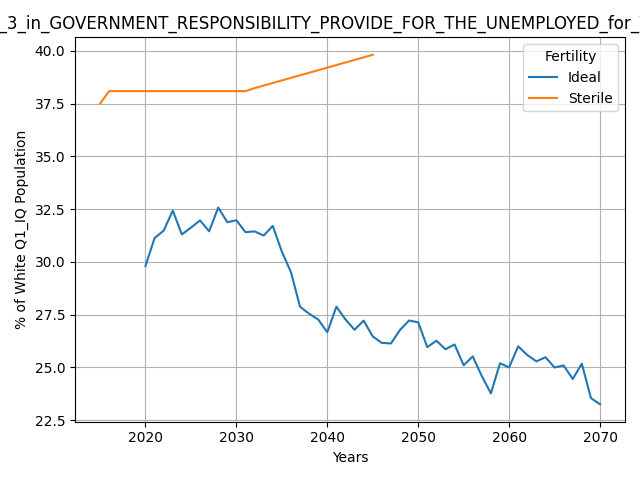 _3_in_GOVERNMENT_RESPONSIBILITY_PROVIDE_FOR_THE_UNEMPLOYED_for_
Fertility
Ideal
Sterile
% of White Q1_IQ Population
40.0
37.5
35.0
32.5
30.0
27.5
25.0
22.5
2020 2030 2040 2050 2060 2070
Years